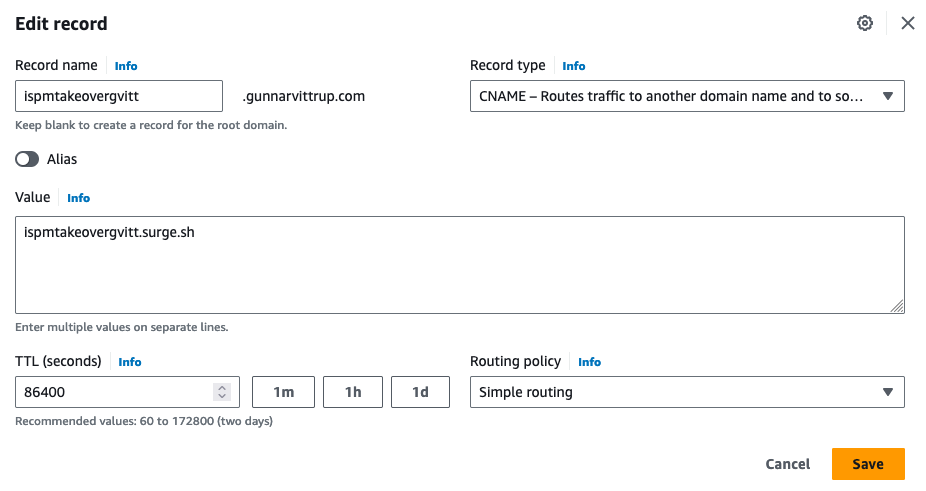 Edit record
Record name Info
Record type Info
ispmtakeovergvitt .gunnarvittrup.com
CNAME – Routes traffic to another domain name and to so...
Keep blank to create a record for the root domain.
Alias
Value Info
ispmtakeovergvitt.surge.sh
Enter multiple values on separate lines.
TTL (seconds) Info
Routing policy Info
86400 1m 1h 1d
Simple routing
Recommended values: 60 to 172800 (two days)
Cancel Save